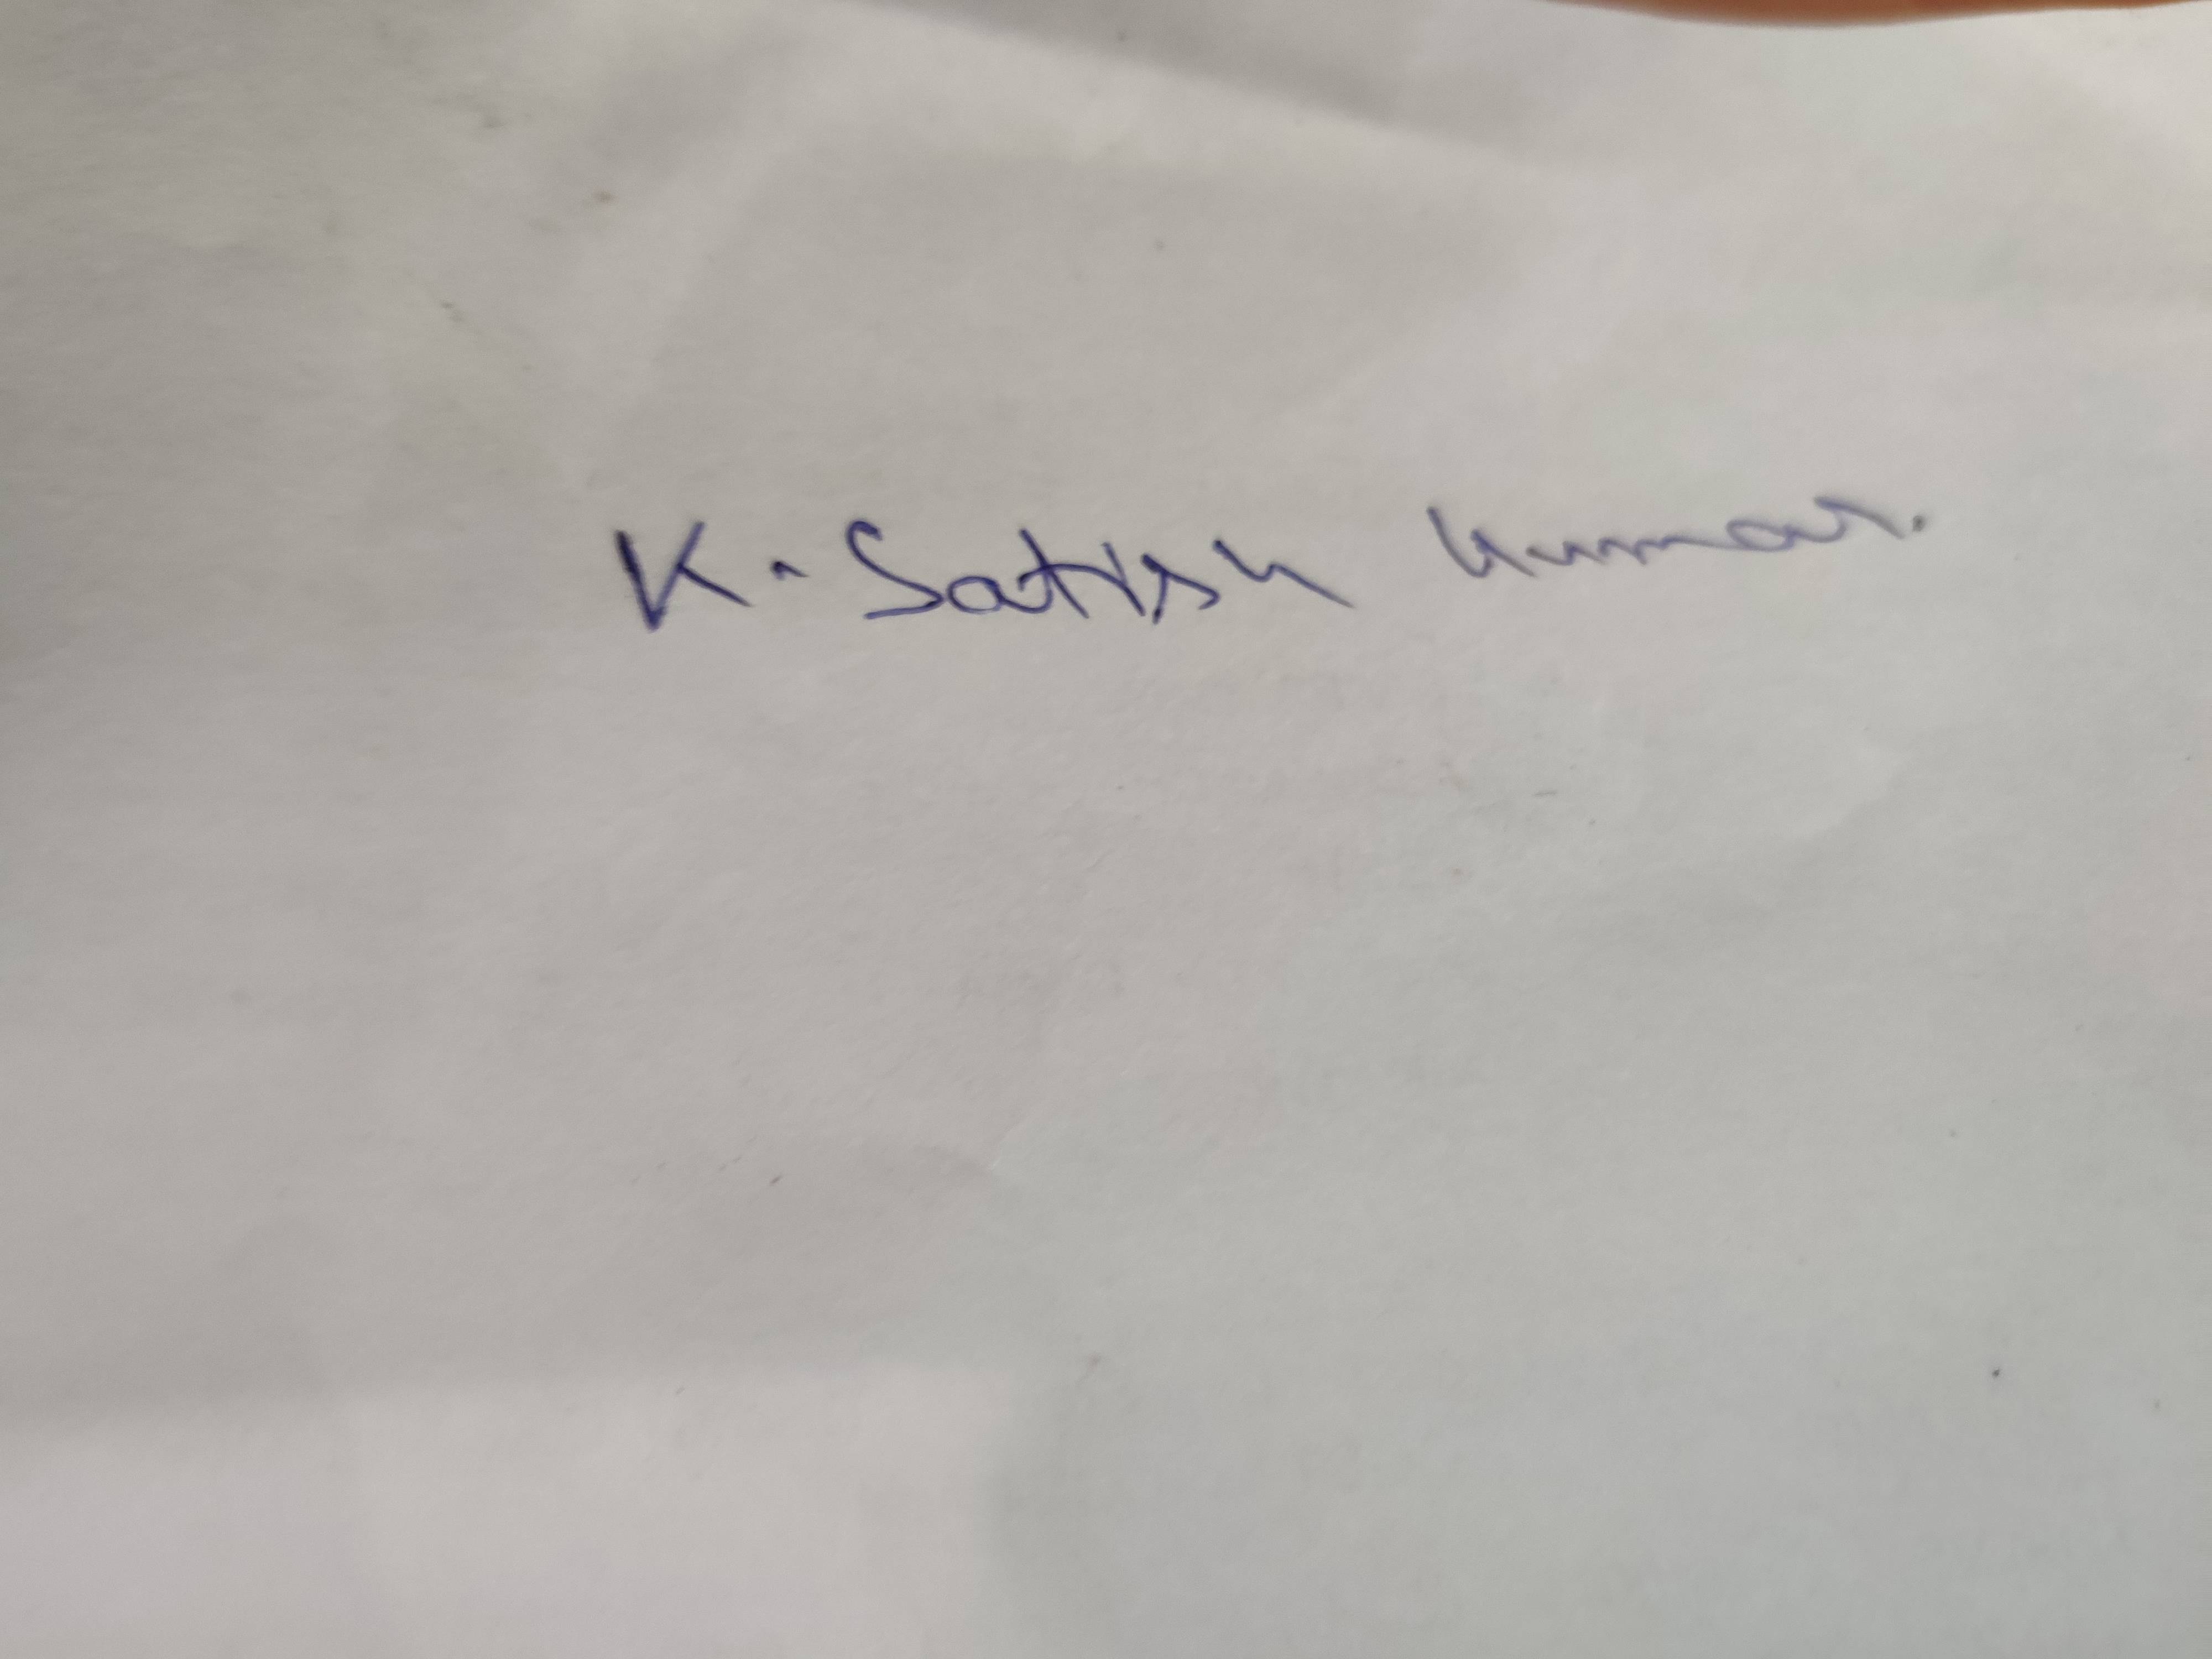 K. Satish kumar.